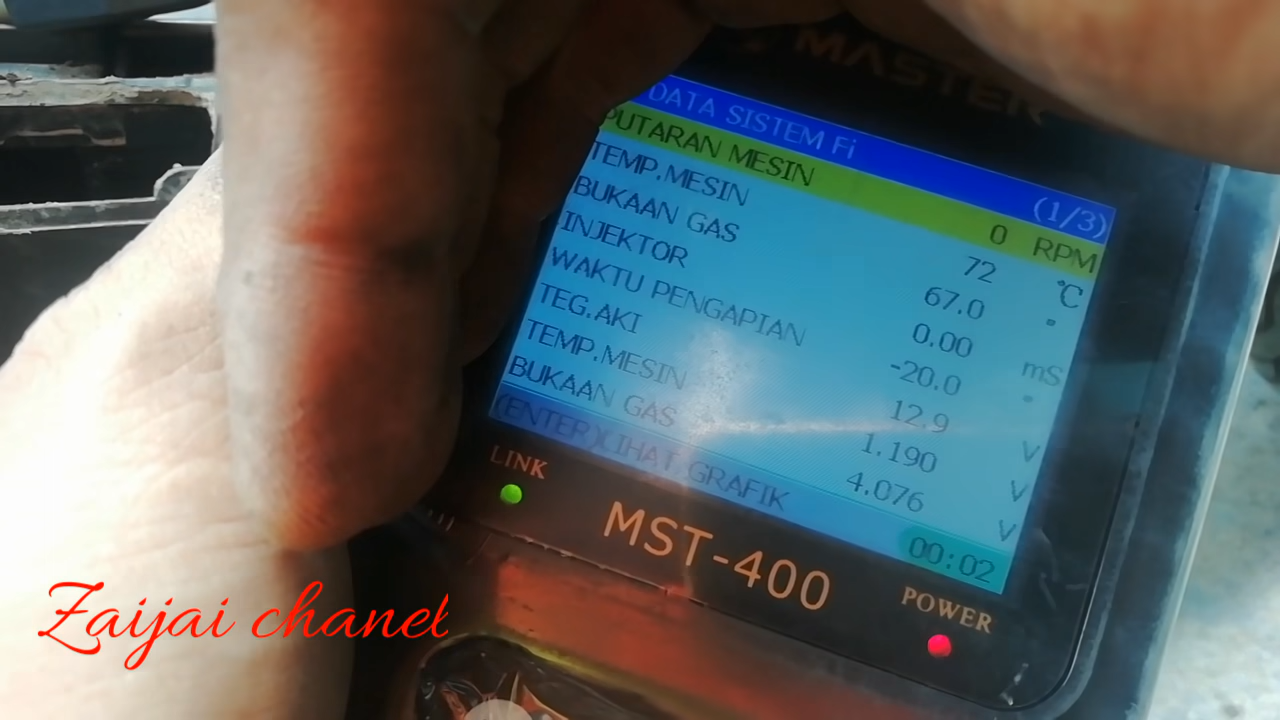 MASTER
DATA SISTEM Fi (1/3)
PUTARAN MESIN 0 RPM
TEMP.MESIN 72 ℃
BUKAAN GAS 67.0 °
INJEKTOR 0.00 mS
WAKTU PENGAPIAN -20.0 °
TEG.AKI 12.9 V
TEMP.MESIN 1.190 V
BUKAAN GAS 4.076 V
(ENTER)LIHAT GRAFIK 00:02
LINK
MST-400
POWER
Zaijai chanel